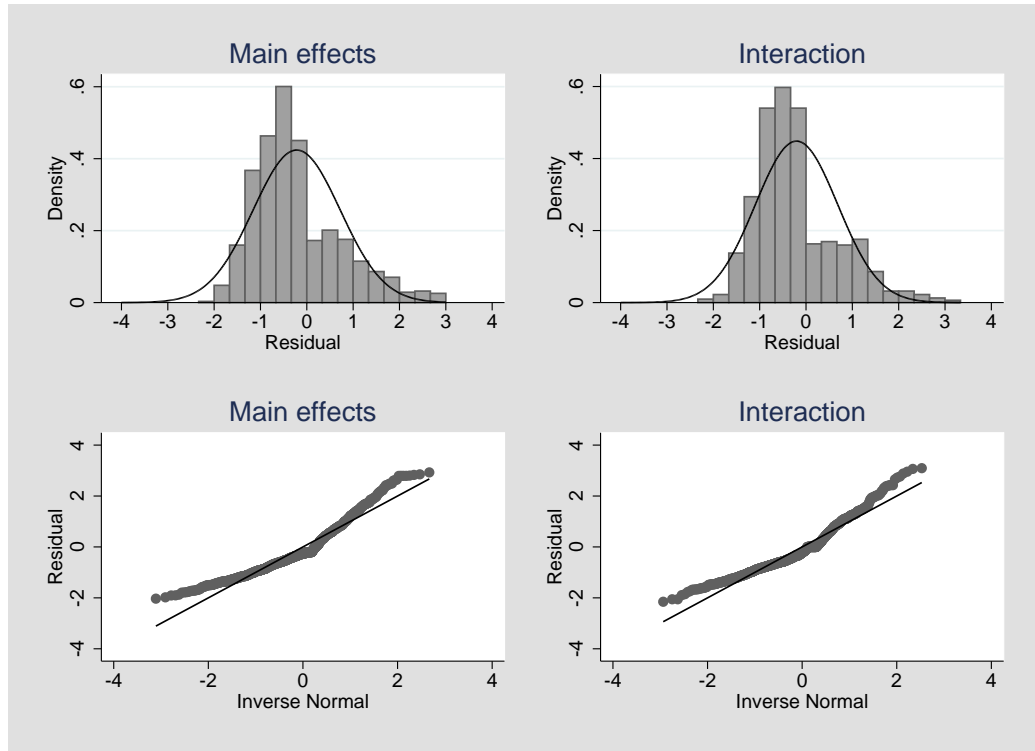 Main effects
Density
0 .2 .4 .6
-4 -3 -2 -1 0 1 2 3 4
Residual
Interaction
Density
0 .2 .4 .6
-4 -3 -2 -1 0 1 2 3 4
Residual
Main effects
Residual
-4 -2 0 2 4
-4 -2 0 2 4
Inverse Normal
Interaction
Residual
-4 -2 0 2 4
-4 -2 0 2 4
Inverse Normal